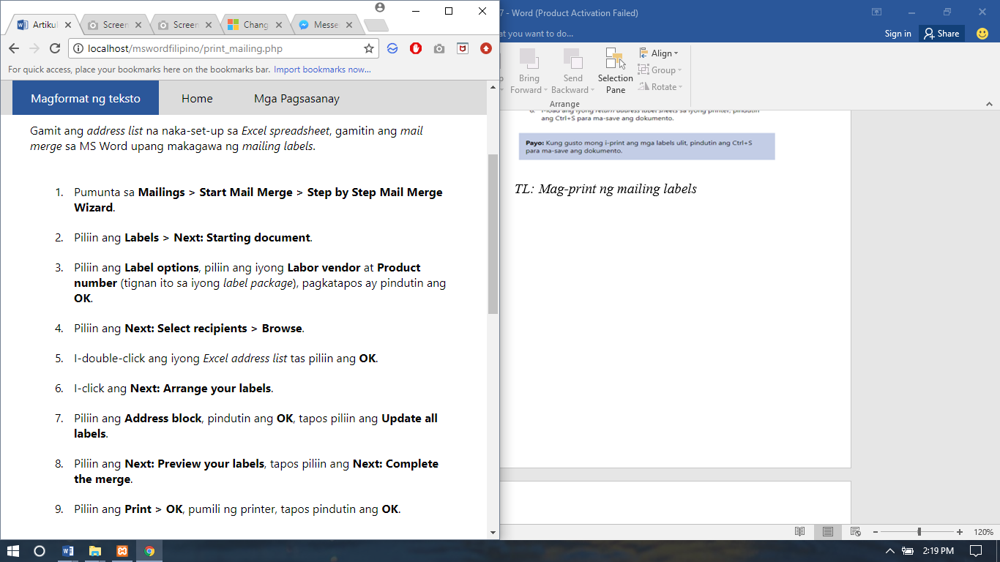 Artikul
Screen
Screen
Chang
Messe
localhost/mswordfilipino/print_mailing.php
For quick access, place your bookmarks here on the bookmarks bar. Import bookmarks now...
Magformat ng teksto
Home
Mga Pagsasanay
Gamit ang address list na naka-set-up sa Excel spreadsheet, gamitin ang mail
merge sa MS Word upang makagawa ng mailing labels.
1. Pumunta sa Mailings > Start Mail Merge > Step by Step Mail Merge
Wizard.
2. Piliin ang Labels > Next: Starting document.
3. Piliin ang Label options, piliin ang iyong Labor vendor at Product
number (tignan ito sa iyong label package), pagkatapos ay pindutin ang
OK.
4. Piliin ang Next: Select recipients > Browse.
5. I-double-click ang iyong Excel address list tas piliin ang OK.
6. I-click ang Next: Arrange your labels.
7. Piliin ang Address block, pindutin ang OK, tapos piliin ang Update all
labels.
8. Piliin ang Next: Preview your labels, tapos piliin ang Next: Complete
the merge.
9. Piliin ang Print > OK, pumili ng printer, tapos pindutin ang OK.
7 - Word (Product Activation Failed)
at you want to do...
Sign in
Share
Bring
Forward
Send
Backward
Selection
Pane
Align
Group
Rotate
Arrange
ang iyong return address label sheets sa iyong printer, pindutin
ang Ctrl+S para ma-save ang dokumento.
Payo: Kung gusto mong i-print ang mga labels ulit, pindutin ang Ctrl+S
para ma-save ang dokumento.
TL: Mag-print ng mailing labels
120%
2:19 PM